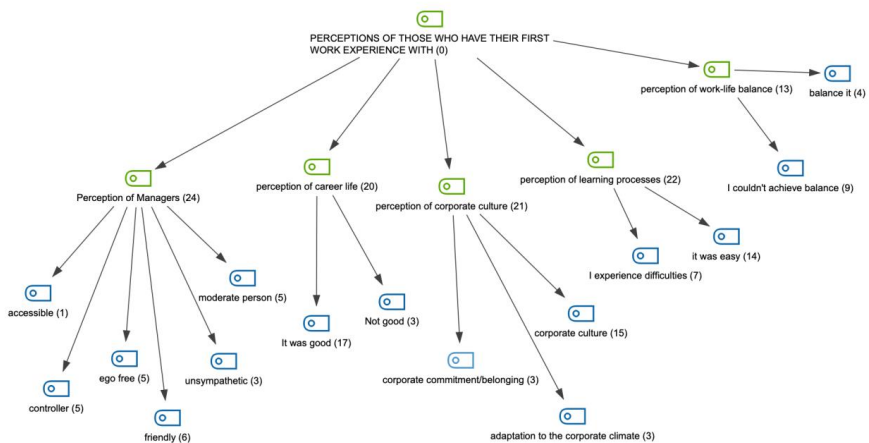 PERCEPTIONS OF THOSE WHO HAVE THEIR FIRST
WORK EXPERIENCE WITH (0)
perception of work-life balance (13)
balance it (4)
I couldn't achieve balance (9)
Perception of Managers (24)
perception of career life (20)
perception of corporate culture (21)
perception of learning processes (22)
it was easy (14)
I experience difficulties (7)
moderate person (5)
accessible (1)
Not good (3)
It was good (17)
corporate culture (15)
ego free (5)
unsympathetic (3)
corporate commitment/belonging (3)
controller (5)
friendly (6)
adaptation to the corporate climate (3)